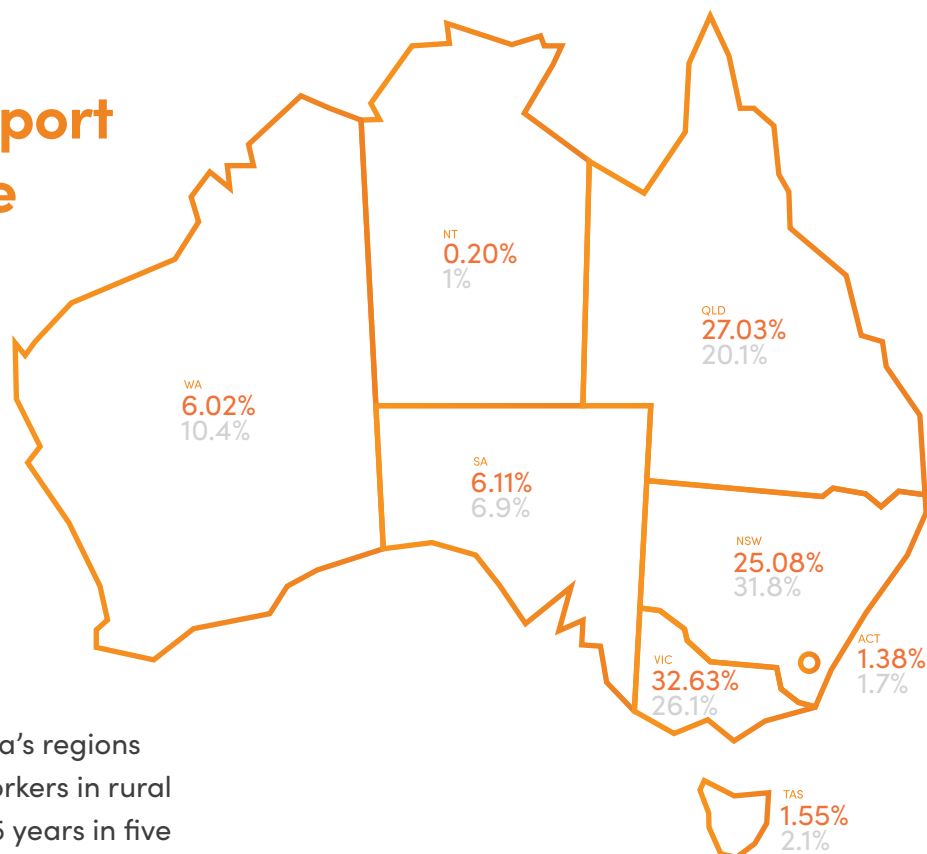 port
e
NT
0.20%
1%
QLD
27.03%
20.1%
WA
6.02%
10.4%
SA
6.11%
6.9%
NSW
25.08%
31.8%
ACT
1.38%
1.7%
VIC
32.63%
26.1%
a's regions
orkers in rural
5 years in five
TAS
1.55%
2.1%